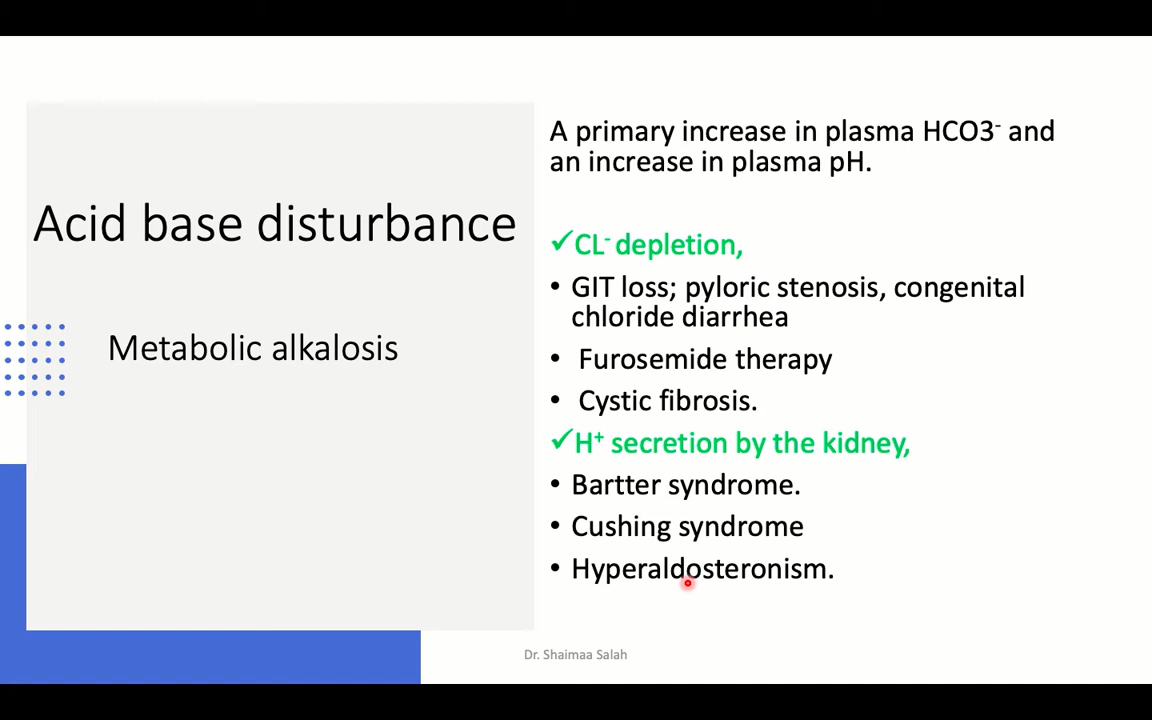 Acid base disturbance
Metabolic alkalosis
A primary increase in plasma HCO3⁻ and
an increase in plasma pH.
✓CL⁻ depletion,
• GIT loss; pyloric stenosis, congenital
chloride diarrhea
• Furosemide therapy
• Cystic fibrosis.
✓H⁺ secretion by the kidney,
• Bartter syndrome.
• Cushing syndrome
• Hyperaldosteronism.
Dr. Shaimaa Salah